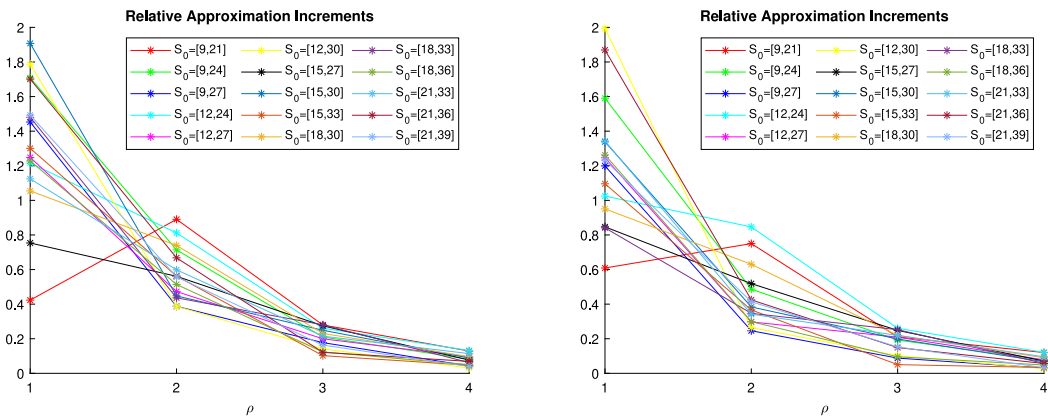 Relative Approximation Increments
2
1.8
1.6
1.4
1.2
1
0.8
0.6
0.4
0.2
0
S0=[9,21] S0=[12,30] S0=[18,33]
S0=[9,24] S0=[15,27] S0=[18,36]
S0=[9,27] S0=[15,30] S0=[21,33]
S0=[12,24] S0=[15,33] S0=[21,36]
S0=[12,27] S0=[18,30] S0=[21,39]
1 2 3 4
ρ
Relative Approximation Increments
2
1.8
1.6
1.4
1.2
1
0.8
0.6
0.4
0.2
0
S0=[9,21] S0=[12,30] S0=[18,33]
S0=[9,24] S0=[15,27] S0=[18,36]
S0=[9,27] S0=[15,30] S0=[21,33]
S0=[12,24] S0=[15,33] S0=[21,36]
S0=[12,27] S0=[18,30] S0=[21,39]
1 2 3 4
ρ